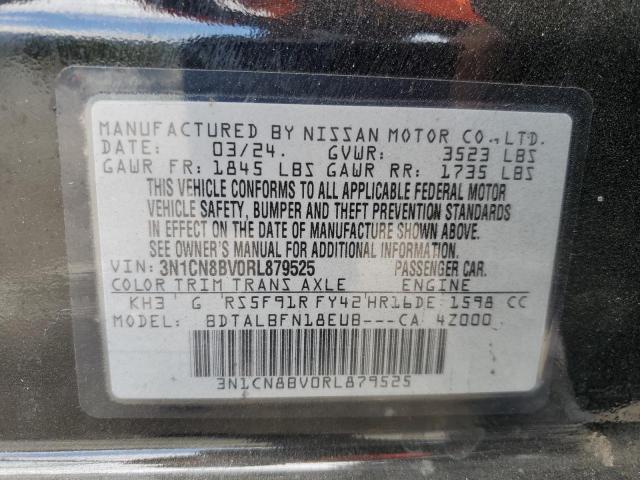 MANUFACTURED BY NISSAN MOTOR CO.,LTD.
DATE: 03/24. GVWR: 3523 LBS
GAWR FR: 1845 LBS GAWR RR: 1735 LBS
THIS VEHICLE CONFORMS TO ALL APPLICABLE FEDERAL MOTOR
VEHICLE SAFETY, BUMPER AND THEFT PREVENTION STANDARDS
IN EFFECT ON THE DATE OF MANUFACTURE SHOWN ABOVE.
SEE OWNER'S MANUAL FOR ADDITIONAL INFORMATION.
VIN: 3N1CN8BV0RL879525 PASSENGER CAR.
COLOR TRIM TRANS AXLE ENGINE
KH3 G RS5F91R FY42 HR16DE 1598 CC
MODEL: BDTALBFN18EUB---CA 4Z000
3N1CN8BV0RL879525